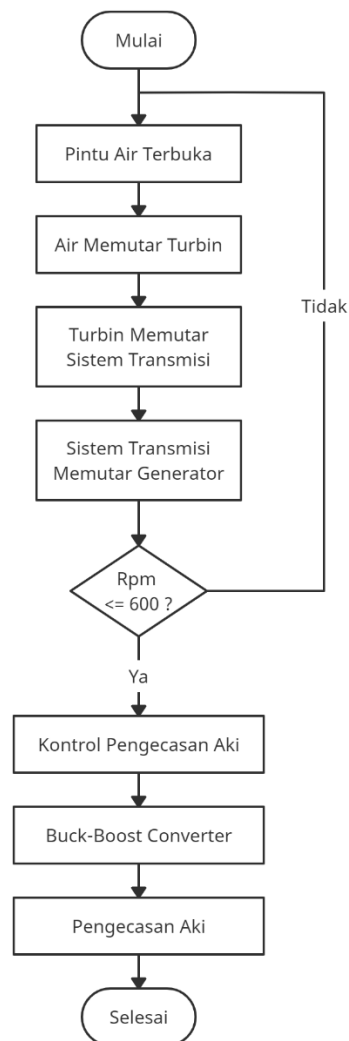 Mulai
Pintu Air Terbuka
Air Memutar Turbin
Turbin Memutar
Sistem Transmisi
Tidak
Sistem Transmisi
Memutar Generator
Rpm
<= 600 ?
Ya
Kontrol Pengecasan Aki
Buck-Boost Converter
Pengecasan Aki
Selesai